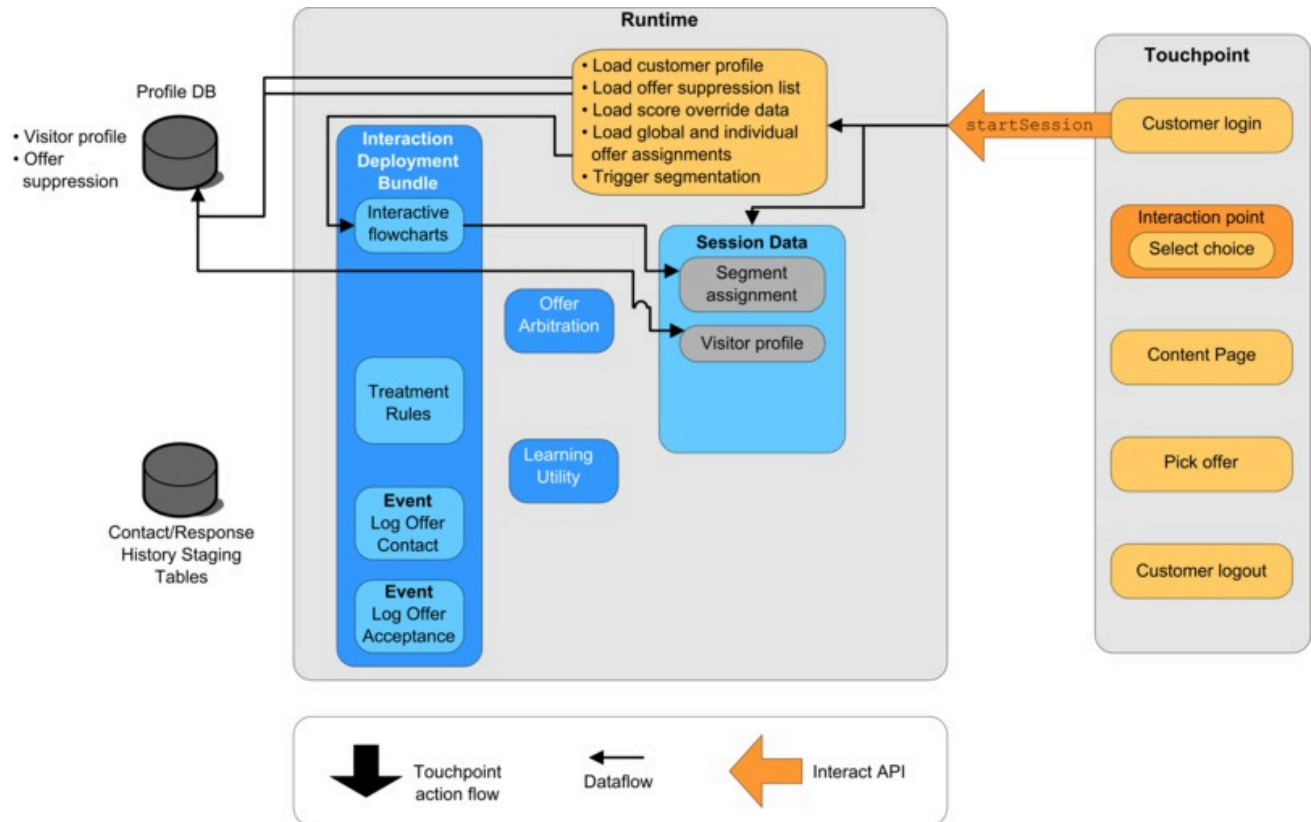 Runtime
Touchpoint
Profile DB
• Visitor profile
• Offer
suppression
• Load customer profile
• Load offer suppression list
• Load score override data
• Load global and individual
offer assignments
• Trigger segmentation
startSession
Customer login
Interaction
Deployment
Bundle
Interactive
flowcharts
Interaction point
Select choice
Session Data
Segment
assignment
Visitor profile
Offer
Arbitration
Content Page
Treatment
Rules
Learning
Utility
Pick offer
Contact/Response
History Staging
Tables
Event
Log Offer
Contact
Customer logout
Event
Log Offer
Acceptance
Touchpoint
action flow
Dataflow
Interact API